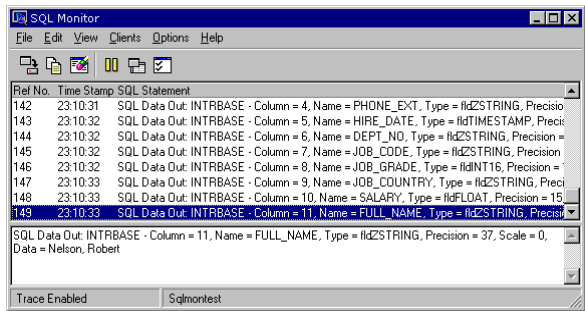 SQL Monitor
File Edit View Clients Options Help
Ref No. Time Stamp SQL Statement
142 23:10:31 SQL Data Out: INTRBASE - Column = 4, Name = PHONE_EXT, Type = fldZSTRING, Precisio
143 23:10:32 SQL Data Out: INTRBASE - Column = 5, Name = HIRE_DATE, Type = fldTIMESTAMP, Precis
144 23:10:32 SQL Data Out: INTRBASE - Column = 6, Name = DEPT_NO, Type = fldZSTRING, Precision =
145 23:10:32 SQL Data Out: INTRBASE - Column = 7, Name = JOB_CODE, Type = fldZSTRING, Precision
146 23:10:32 SQL Data Out: INTRBASE - Column = 8, Name = JOB_GRADE, Type = fldINT16, Precision =
147 23:10:33 SQL Data Out: INTRBASE - Column = 9, Name = JOB_COUNTRY, Type = fldZSTRING, Preci
148 23:10:33 SQL Data Out: INTRBASE - Column = 10, Name = SALARY, Type = fldFLOAT, Precision = 15,
149 23:10:33 SQL Data Out: INTRBASE - Column = 11, Name = FULL_NAME, Type = fldZSTRING, Precisi
SQL Data Out: INTRBASE - Column = 11, Name = FULL_NAME, Type = fldZSTRING, Precision = 37, Scale = 0,
Data = Nelson, Robert
Trace Enabled Sqlmontest